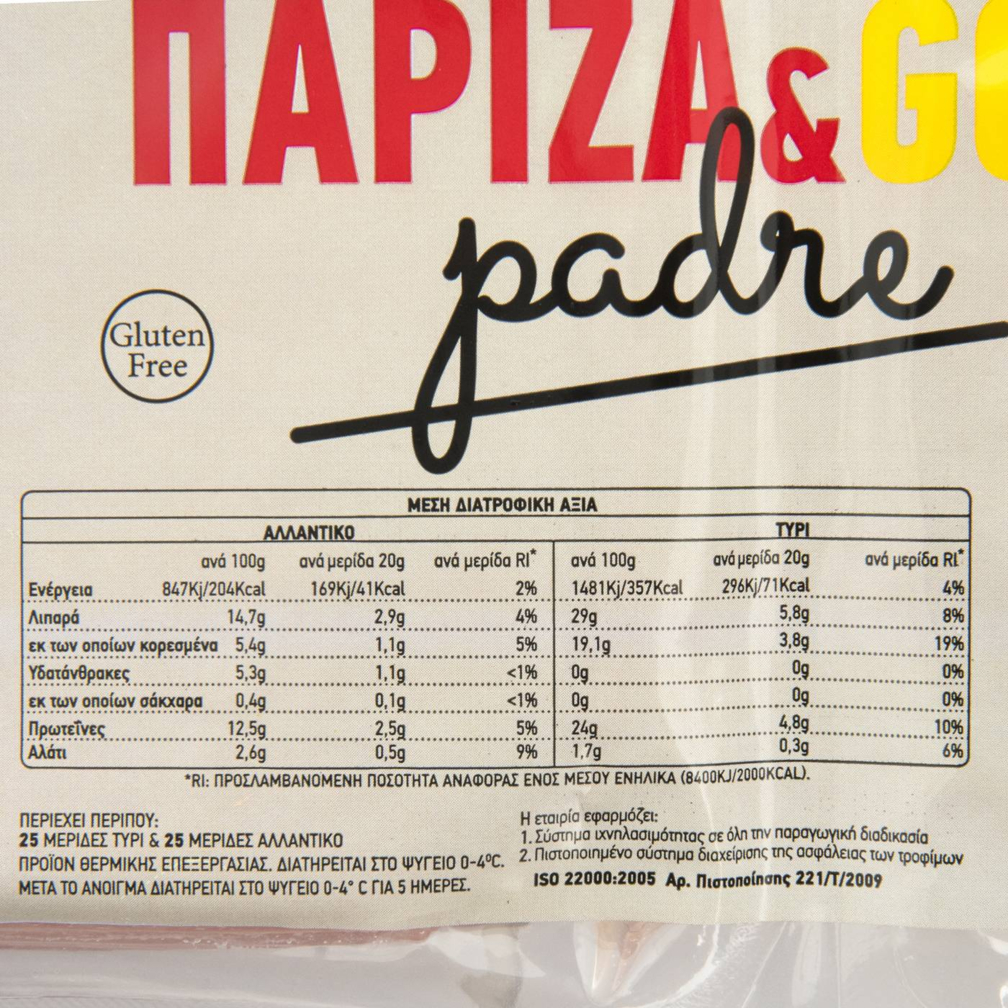 ΠΑΡΙΖΑ & GO
padre
Gluten
Free
ΜΕΣΗ ΔΙΑΤΡΟΦΙΚΗ ΑΞΙΑ
ΑΛΛΑΝΤΙΚΟ ΤΥΡΙ
ανά 100g ανά μερίδα 20g ανά μερίδα RI* ανά 100g ανά μερίδα 20g ανά μερίδα RI*
Ενέργεια 847Kj/204Kcal 169Kj/41Kcal 2% 1481Kj/357Kcal 296Kj/71Kcal 4%
Λιπαρά 14,7g 2,9g 4% 29g 5,8g 8%
εκ των οποίων κορεσμένα 5,4g 1,1g 5% 19,1g 3,8g 19%
Υδατάνθρακες 5,3g 1,1g <1% 0g 0g 0%
εκ των οποίων σάκχαρα 0,4g 0,1g <1% 0g 0g 0%
Πρωτεΐνες 12,5g 2,5g 5% 24g 4,8g 10%
Αλάτι 2,6g 0,5g 9% 1,7g 0,3g 6%
*RI: ΠΡΟΣΛΑΜΒΑΝΟΜΕΝΗ ΠΟΣΟΤΗΤΑ ΑΝΑΦΟΡΑΣ ΕΝΟΣ ΜΕΣΟΥ ΕΝΗΛΙΚΑ (8400KJ/2000KCAL).
ΠΕΡΙΕΧΕΙ ΠΕΡΙΠΟΥ:
25 ΜΕΡΙΔΕΣ ΤΥΡΙ & 25 ΜΕΡΙΔΕΣ ΑΛΛΑΝΤΙΚΟ
ΠΡΟΪΟΝ ΘΕΡΜΙΚΗΣ ΕΠΕΞΕΡΓΑΣΙΑΣ. ΔΙΑΤΗΡΕΙΤΑΙ ΣΤΟ ΨΥΓΕΙΟ 0-4ºC.
ΜΕΤΑ ΤΟ ΑΝΟΙΓΜΑ ΔΙΑΤΗΡΕΙΤΑΙ ΣΤΟ ΨΥΓΕΙΟ 0-4° C ΓΙΑ 5 ΗΜΕΡΕΣ.
Η εταιρία εφαρμόζει:
1. Σύστημα ιχνηλασιμότητας σε όλη την παραγωγική διαδικασία
2. Πιστοποιημένο σύστημα διαχείρισης της ασφάλειας των τροφίμων
ISO 22000:2005 Αρ. Πιστοποίησης 221/Τ/2009